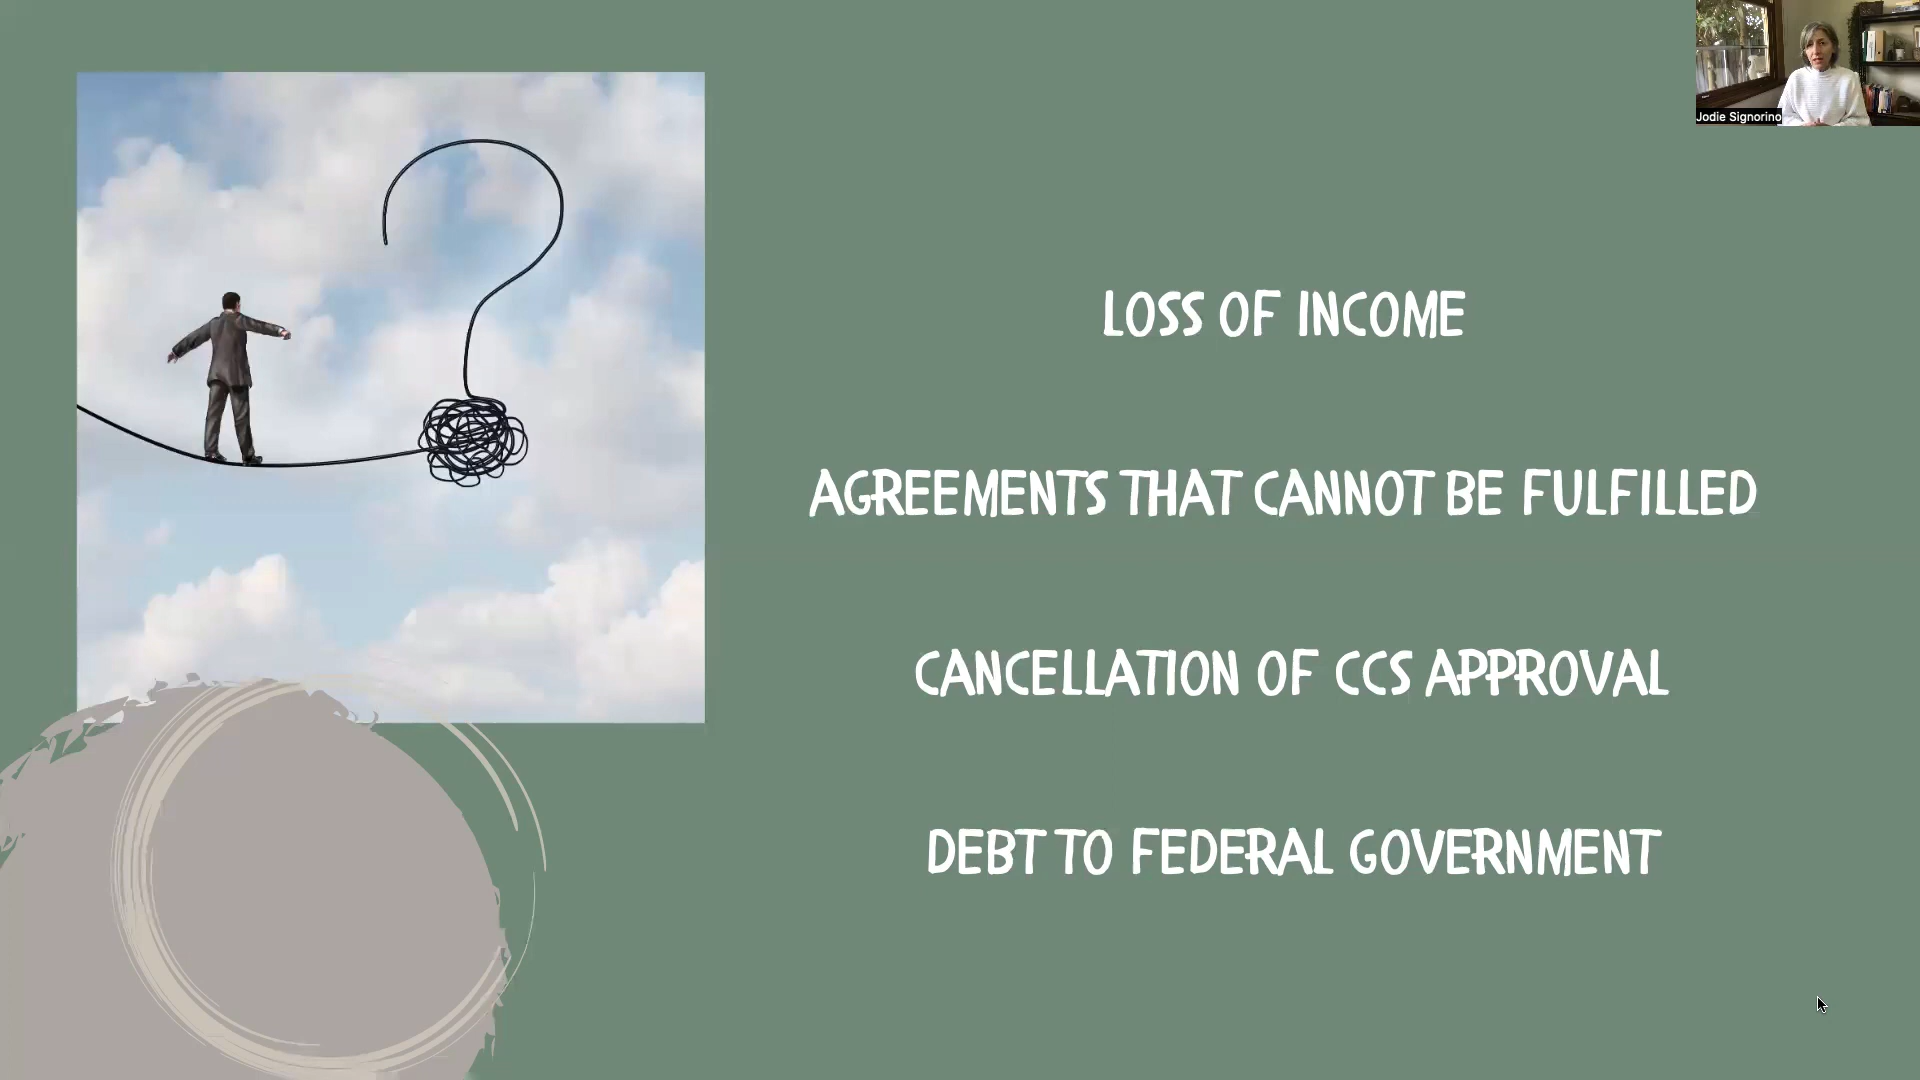 Jodie Signorino
LOSS OF INCOME
AGREEMENTS THAT CANNOT BE FULFILLED
CANCELLATION OF CCS APPROVAL
DEBT TO FEDERAL GOVERNMENT